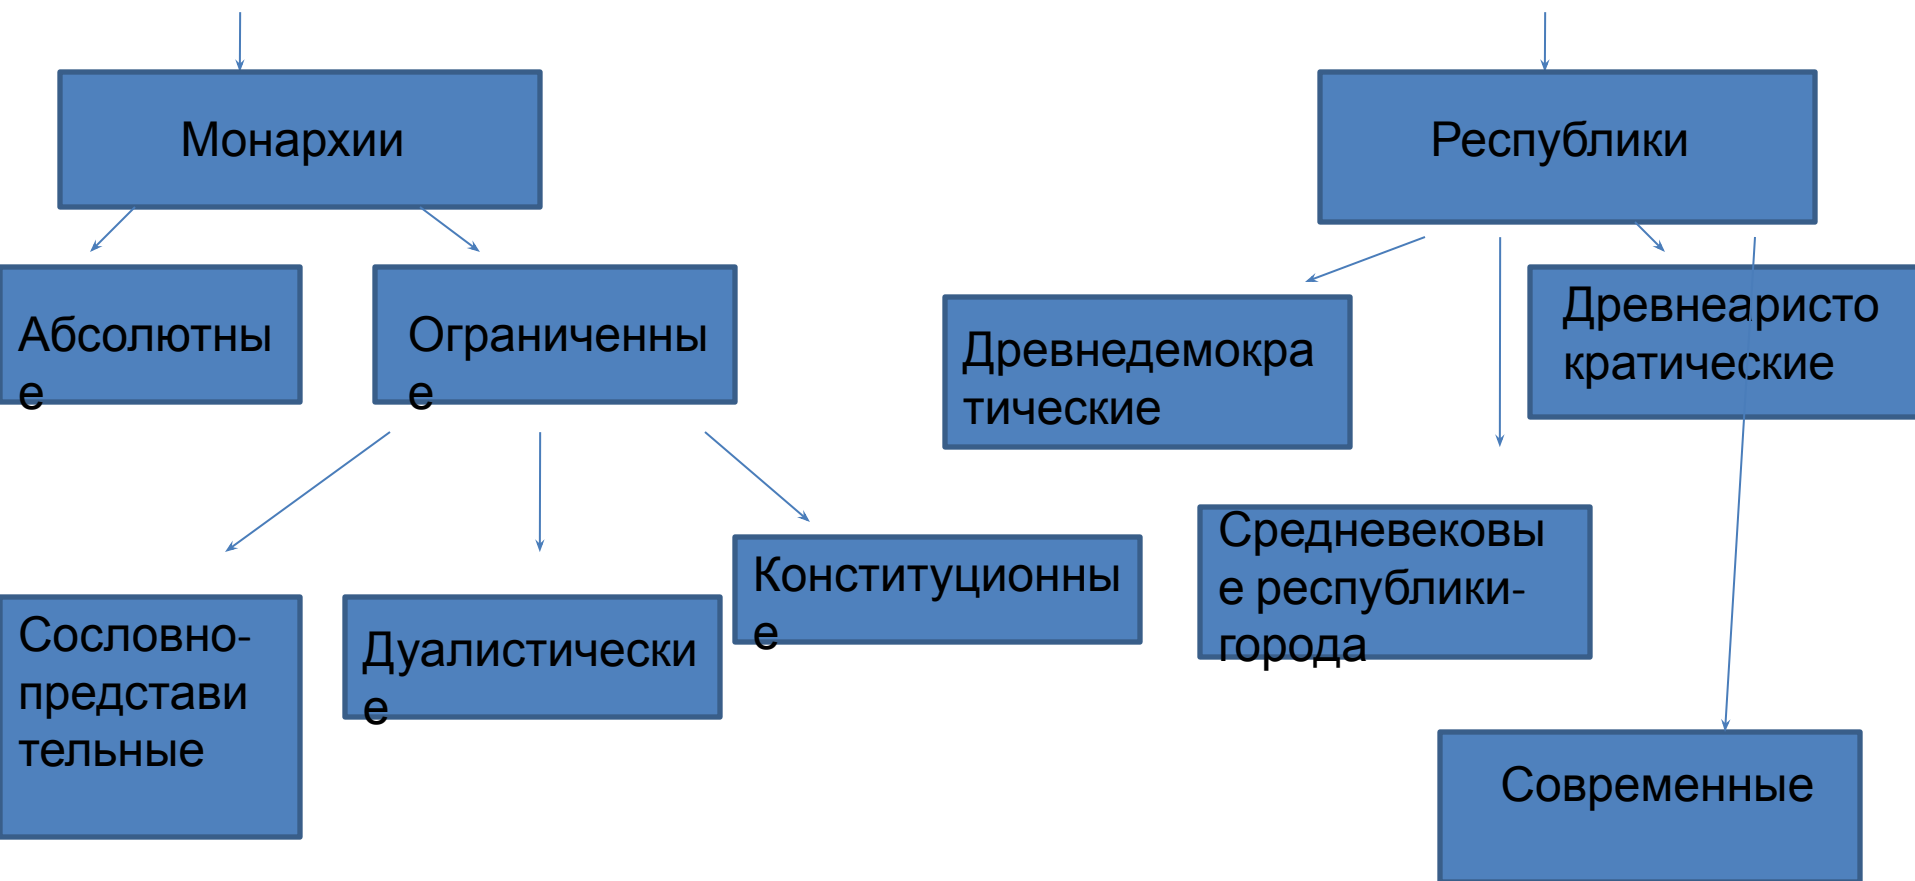 Монархии
Республики
Абсолютны
е
Ограниченны
е
Древнедемокра
тические
Древнеаристо
кратические
Сословно-
представи
тельные
Дуалистически
е
Конституционны
е
Средневековы
е республики-
города
Современные